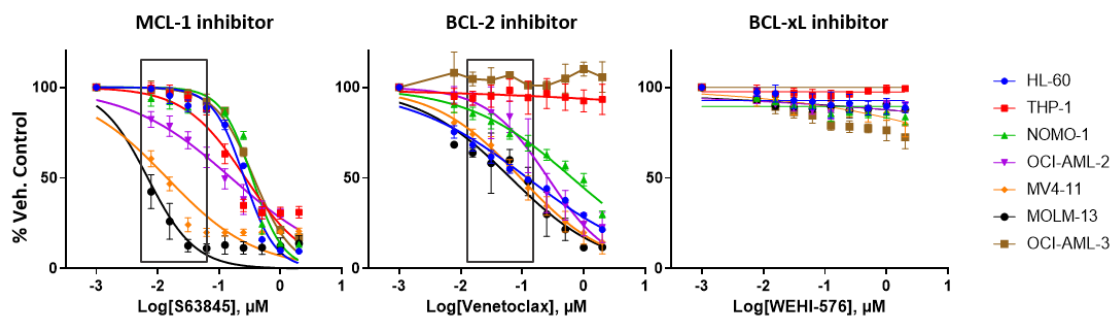 MCL-1 inhibitor
BCL-2 inhibitor
BCL-xL inhibitor
% Veh. Control
100
50
0
-3
-2
-1
0
1
Log[S63845], µM
100
50
0
-3
-2
-1
0
1
Log[Venetoclax], µM
100
50
0
-3
-2
-1
0
1
Log[WEHI-576], µM
HL-60
THP-1
NOMO-1
OCI-AML-2
MV4-11
MOLM-13
OCI-AML-3